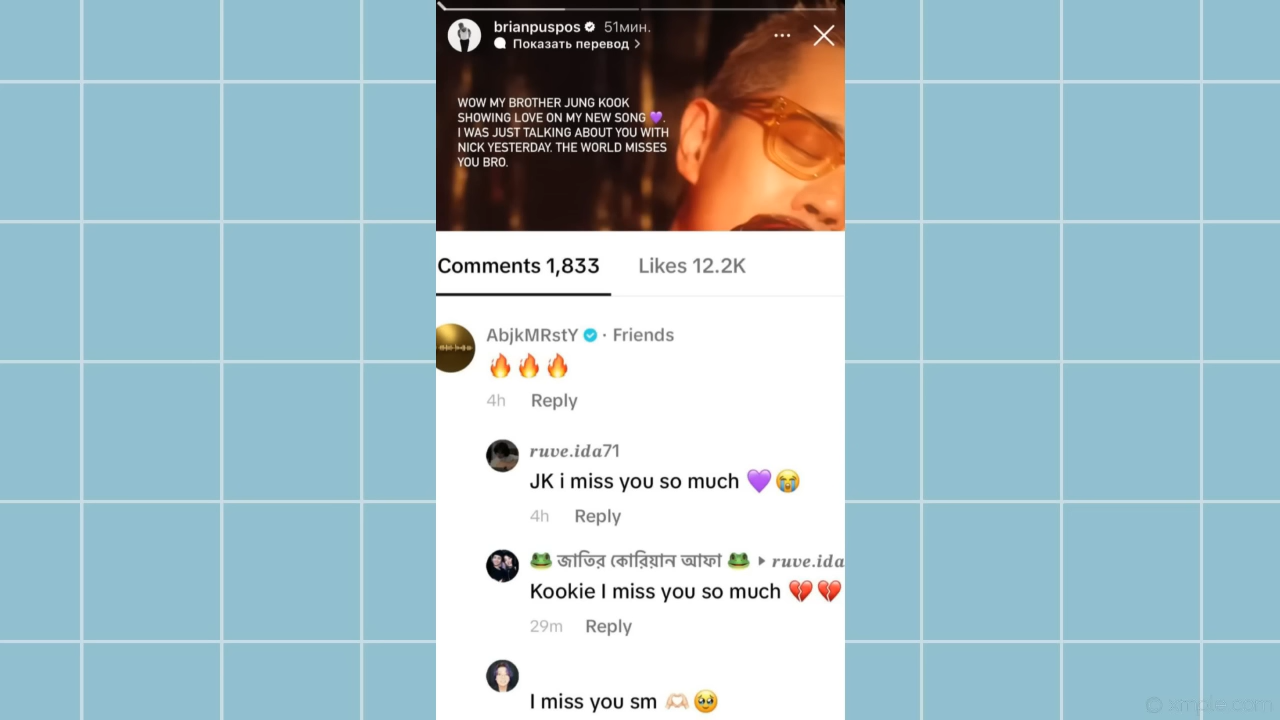 brianpuspos 51мин.
Показать перевод >
WOW MY BROTHER JUNG KOOK
SHOWING LOVE ON MY NEW SONG 💜.
I WAS JUST TALKING ABOUT YOU WITH
NICK YESTERDAY. THE WORLD MISSES
YOU BRO.
Comments 1,833 Likes 12.2K
AbjkMRstY · Friends
🔥🔥🔥
4h Reply
ruve.ida71
JK i miss you so much 💜😭
4h Reply
🐸 জাতির কোরিয়ান আফা 🐸 ▸ ruve.ida
Kookie I miss you so much 💔💔
29m Reply
I miss you sm 🫶🏻🥹